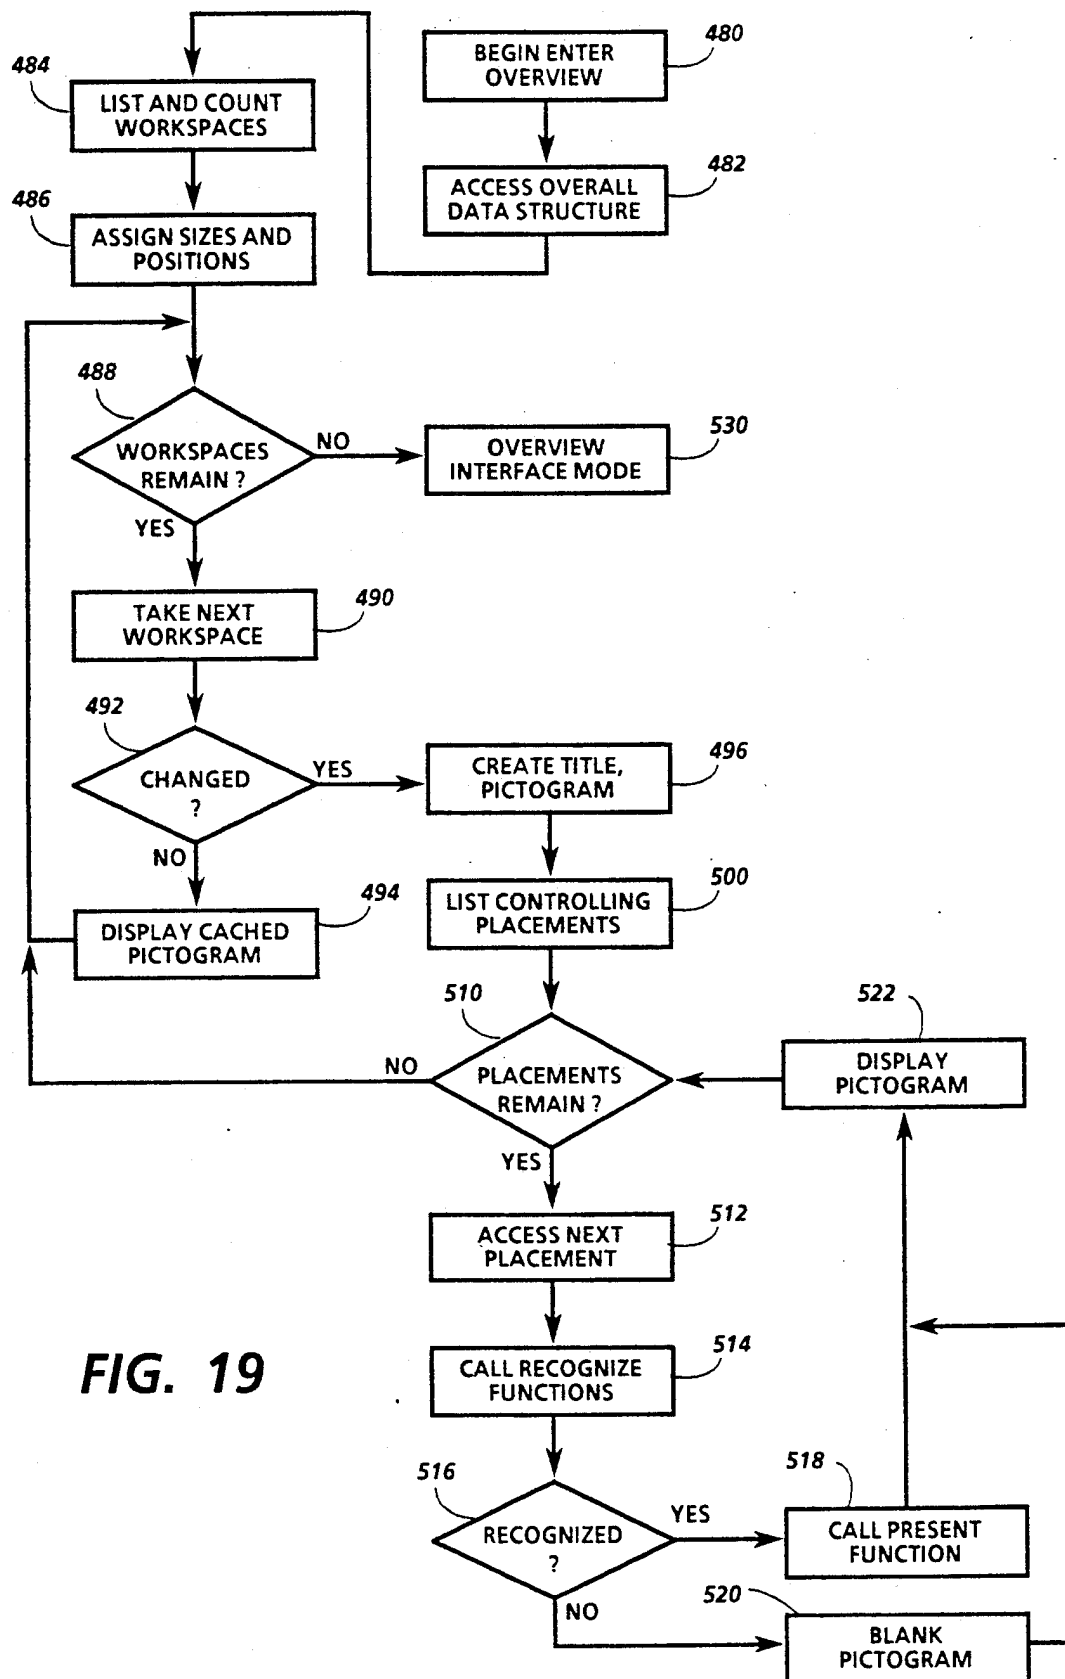 480
BEGIN ENTER
OVERVIEW
482
ACCESS OVERALL
DATA STRUCTURE
484
LIST AND COUNT
WORKSPACES
486
ASSIGN SIZES AND
POSITIONS
488
WORKSPACES
REMAIN ?
NO
YES
530
OVERVIEW
INTERFACE MODE
490
TAKE NEXT
WORKSPACE
492
CHANGED
?
YES
NO
496
CREATE TITLE,
PICTOGRAM
494
DISPLAY CACHED
PICTOGRAM
500
LIST CONTROLLING
PLACEMENTS
510
PLACEMENTS
REMAIN ?
NO
YES
522
DISPLAY
PICTOGRAM
512
ACCESS NEXT
PLACEMENT
514
CALL RECOGNIZE
FUNCTIONS
516
RECOGNIZED
?
YES
NO
518
CALL PRESENT
FUNCTION
520
BLANK
PICTOGRAM
FIG. 19